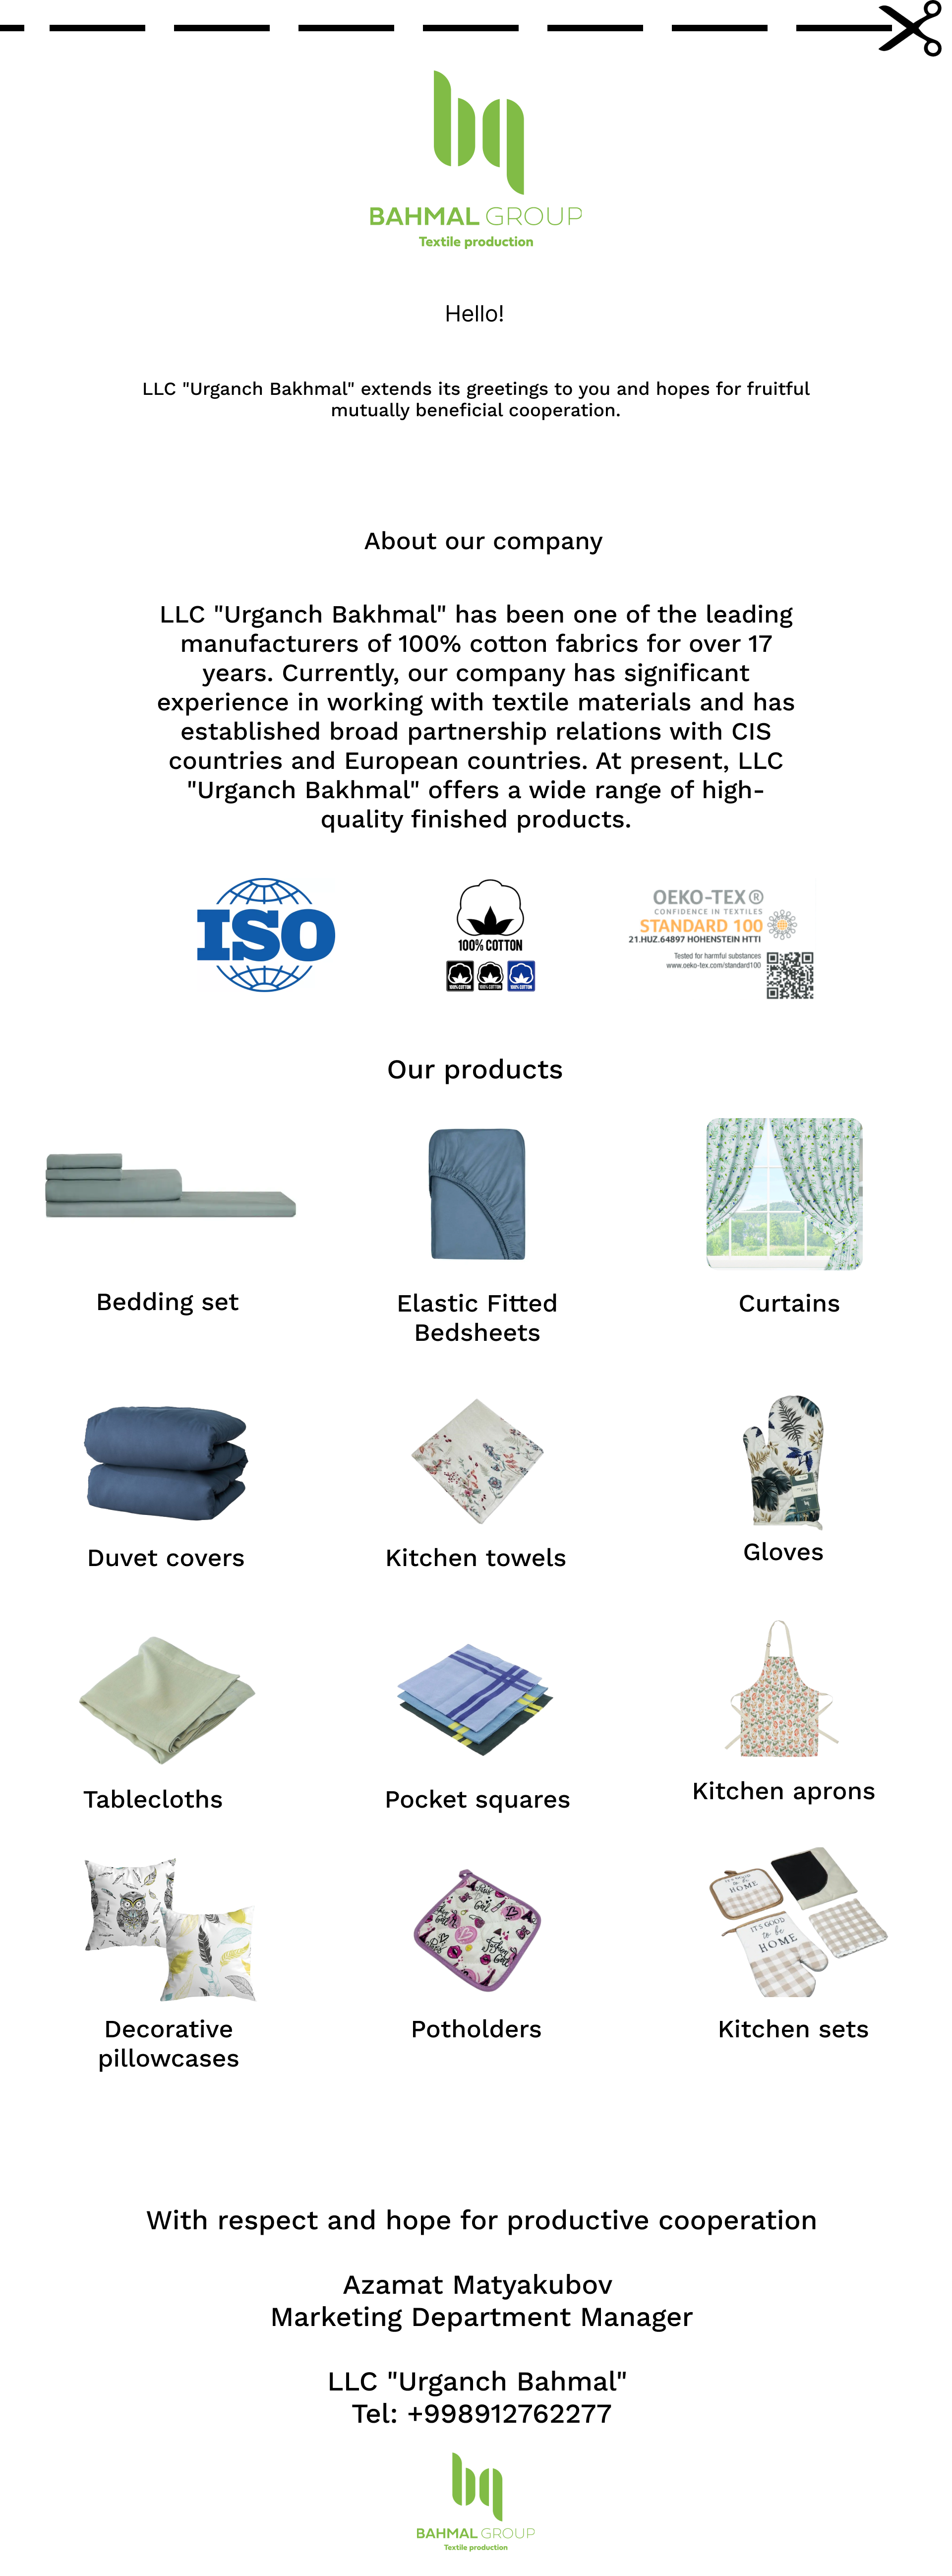 BAHMAL GROUP
Textile production
Hello!
LLC "Urganch Bakhmal" extends its greetings to you and hopes for fruitful
mutually beneficial cooperation.
About our company
LLC "Urganch Bakhmal" has been one of the leading
manufacturers of 100% cotton fabrics for over 17
years. Currently, our company has significant
experience in working with textile materials and has
established broad partnership relations with CIS
countries and European countries. At present, LLC
"Urganch Bakhmal" offers a wide range of high-
quality finished products.
ISO
100% COTTON
100% COTTON
100% COTTON
100% COTTON
OEKO-TEX®
CONFIDENCE IN TEXTILES
STANDARD 100
21.HUZ.64897 HOHENSTEIN HTTI
Tested for harmful substances
www.oeko-tex.com/standard100
Our products
Bedding set
Elastic Fitted
Bedsheets
Curtains
Duvet covers
Kitchen towels
Gloves
Tablecloths
Pocket squares
Kitchen aprons
IT'S GOOD
to be
HOME
Decorative
pillowcases
Potholders
Kitchen sets
With respect and hope for productive cooperation
Azamat Matyakubov
Marketing Department Manager
LLC "Urganch Bahmal"
Tel: +998912762277
BAHMAL GROUP
Textile production